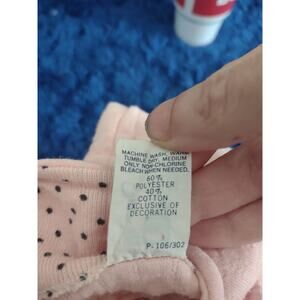 MACHINE WASH, WARM
TUMBLE DRY, MEDIUM
ONLY NON-CHLORINE
BLEACH WHEN NEEDED.
60%
POLYESTER
40%
COTTON
EXCLUSIVE OF
DECORATION
P. 106/302